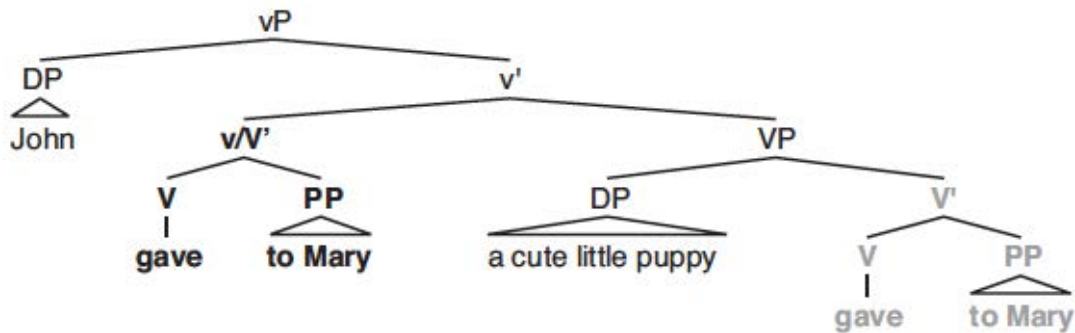 vP
DP v'
John v/V’ VP
V PP DP V'
gave to Mary a cute little puppy V PP
gave to Mary